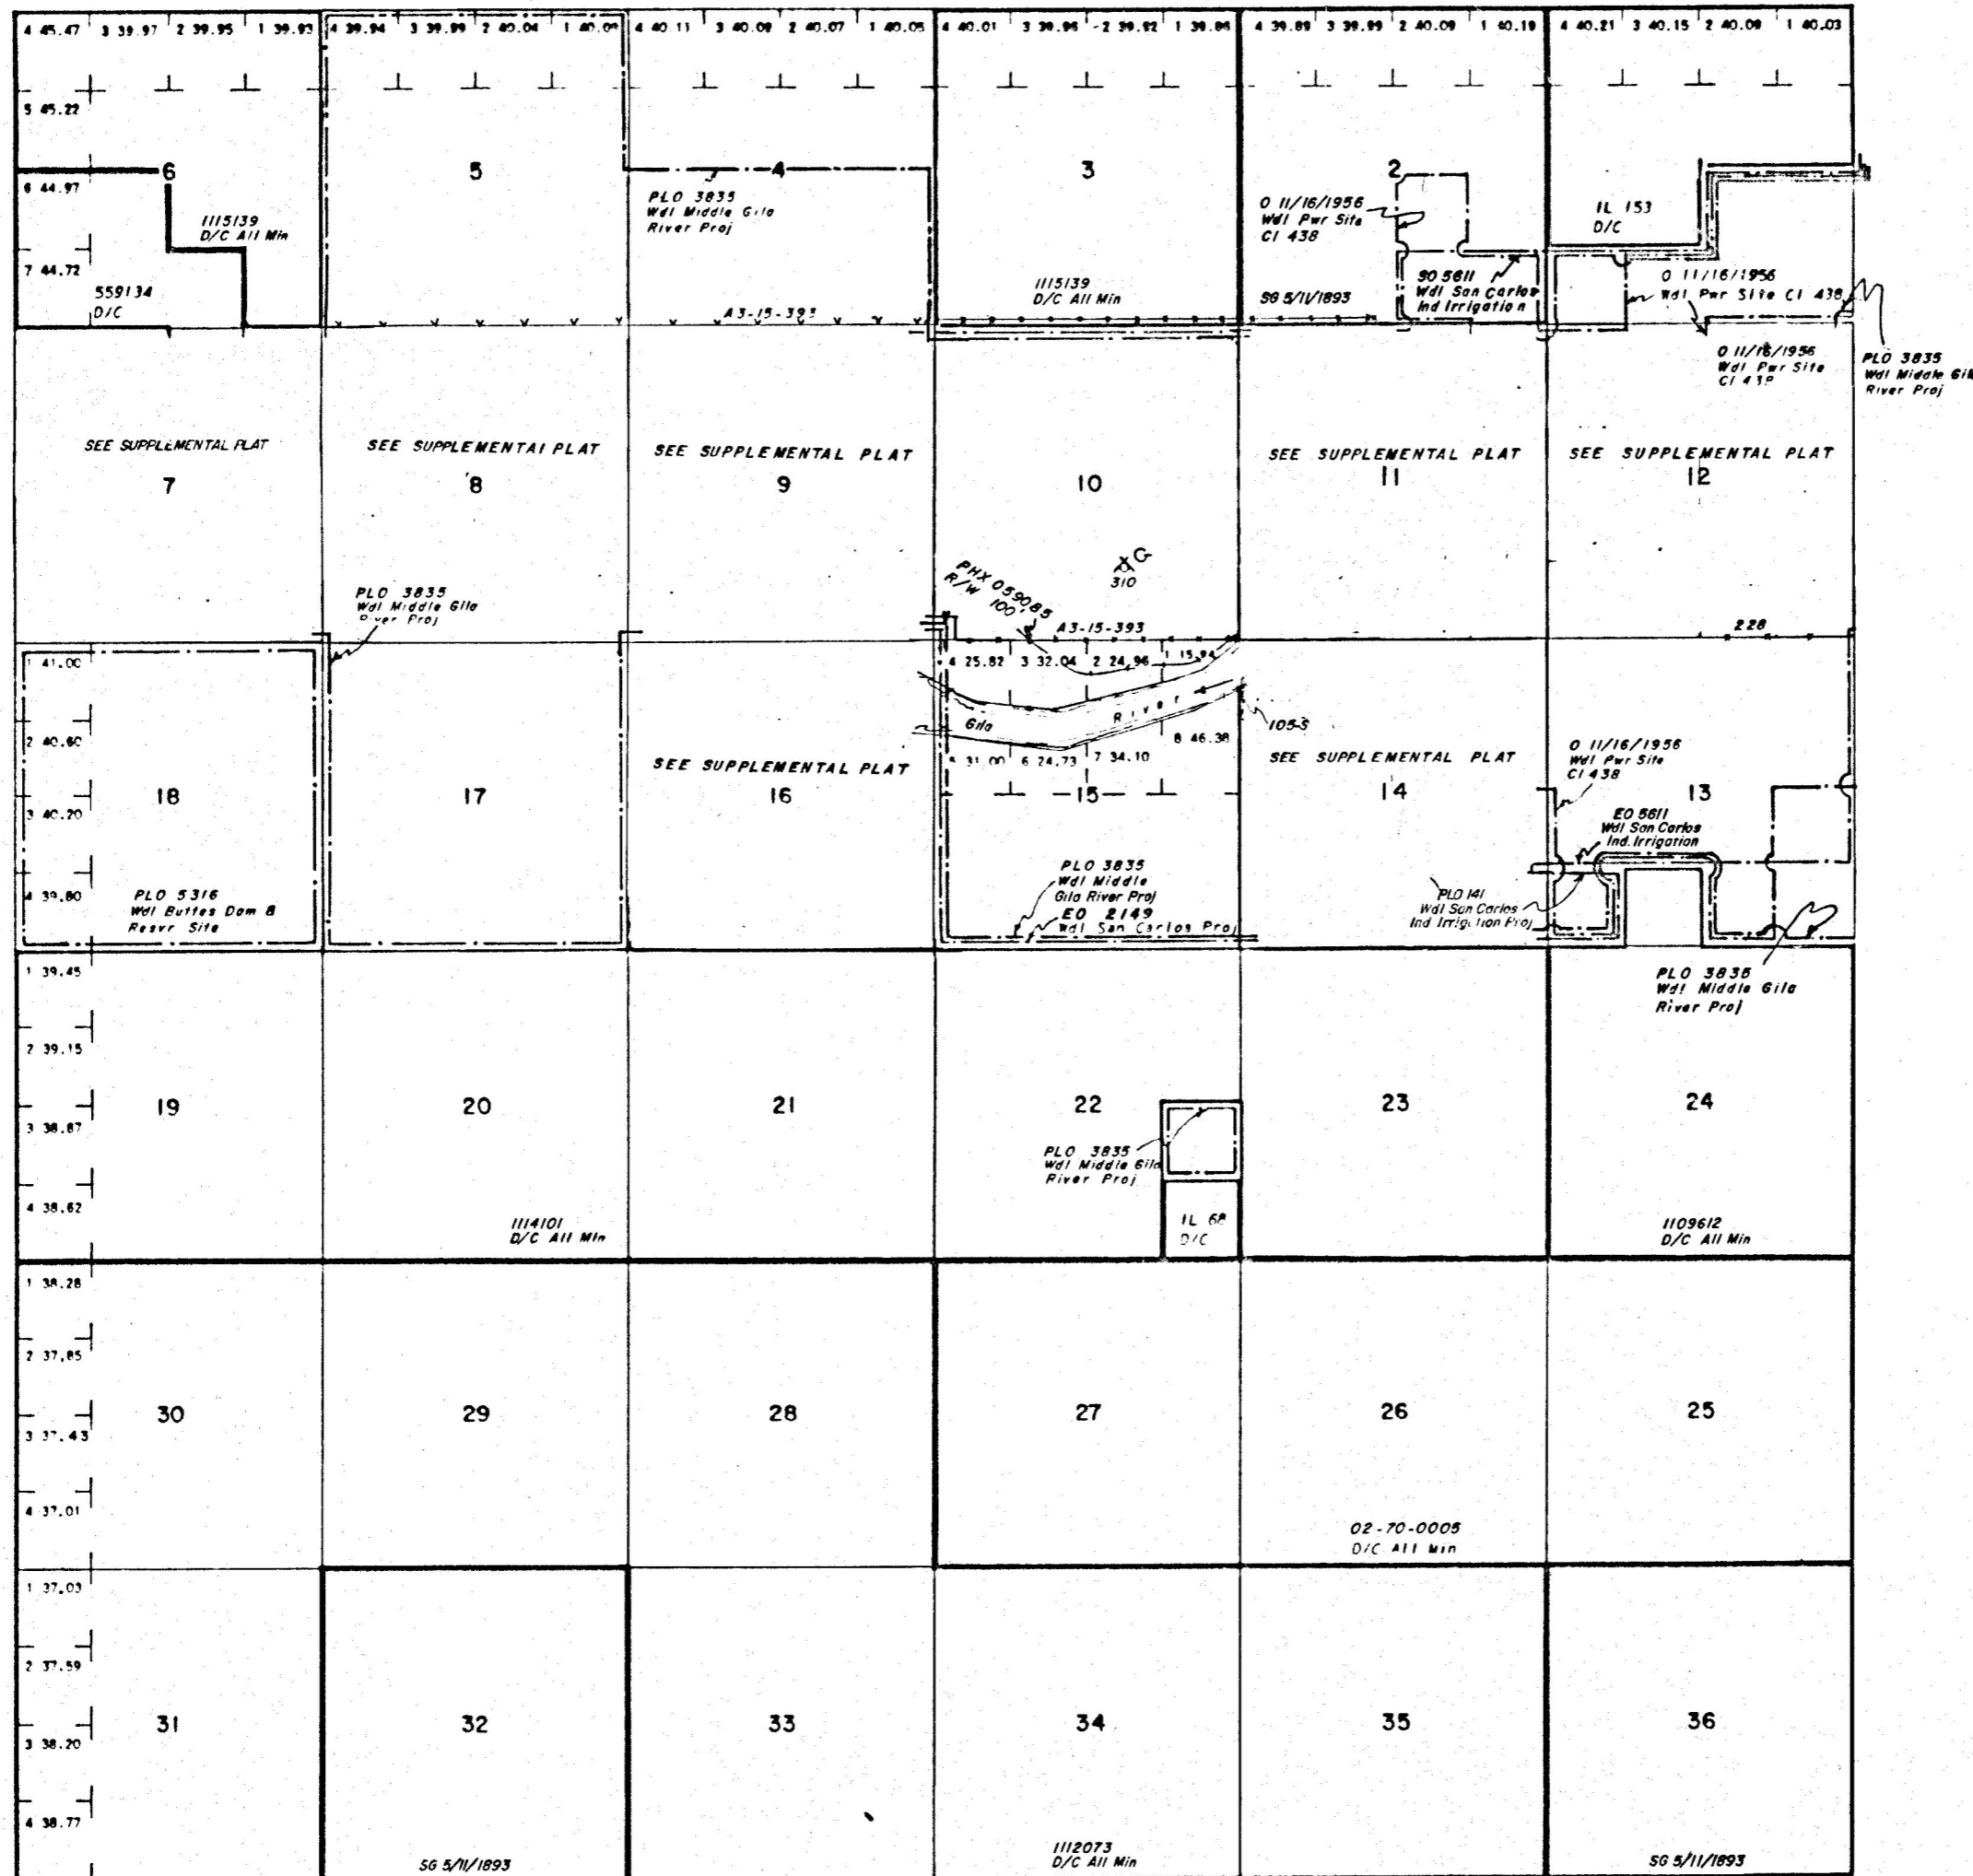 4 45.47 3 39.97 2 39.95 1 39.93 4 39.94 3 39.99 2 40.04 1 40.09 4 40.11 3 40.09 2 40.07 1 40.05 4 40.01 3 39.96 2 39.92 1 39.86 4 39.89 3 39.99 2 40.09 1 40.19 4 40.21 3 40.15 2 40.09 1 40.03
5 45.22
6 5 4 3 2
6 44.97
1115139
D/C All Min
7 44.72
559134
D/C
PLO 3835
Wdl Middle Gila
River Proj
A3-15-393
1115139
D/C All Min
O 11/16/1956
Wdl Pwr Site
Cl 438
SG 5/11/1893
SO 5611
Wdl San Carlos
Ind Irrigation
IL 153
D/C
O 11/16/1956
Wdl Pwr Site Cl 438
O 11/16/1956
Wdl Pwr Site
PLO 3835
Wdl Middle Gila
River Proj
SEE SUPPLEMENTAL PLAT
7
SEE SUPPLEMENTAL PLAT
8
SEE SUPPLEMENTAL PLAT
9
10
SEE SUPPLEMENTAL PLAT
11
SEE SUPPLEMENTAL PLAT
12
G
310
PHX 059085
R/W 100'
A3-15-393
228
PLO 3835
Wdl Middle Gila
River Proj
1 41.00
2 40.60
3 40.20
4 39.80
18
PLO 5316
Wdl Buttes Dam &
Resvr Site
17
SEE SUPPLEMENTAL PLAT
16
4 25.82 3 32.04 2 24.96 1 15.94
Gila River
5 31.00 6 24.73 7 34.10 8 46.38
15
105-S
PLO 3835
Wdl Middle
Gila River Proj
EO 2149
Wdl San Carlos Proj
SEE SUPPLEMENTAL PLAT
14
O 11/16/1956
Wdl Pwr Site
Cl 438
13
EO 5611
Wdl San Carlos
Ind. Irrigation
PLO 141
Wdl San Carlos
Ind Irrigation Proj
PLO 3835
Wdl Middle Gila
River Proj
1 39.45
2 39.15
3 38.87
4 38.62
19 20 21 22 23 24
1114101
D/C All Min
PLO 3835
Wdl Middle Gila
River Proj
IL 68
D/C
1109612
D/C All Min
1 38.28
2 37.85
3 37.43
4 37.01
30 29 28 27 26 25
02-70-0005
D/C All Min
1 37.03
2 37.59
3 38.20
4 38.77
31 32 33 34 35 36
SG 5/11/1893
1112073
D/C All Min
SG 5/11/1893